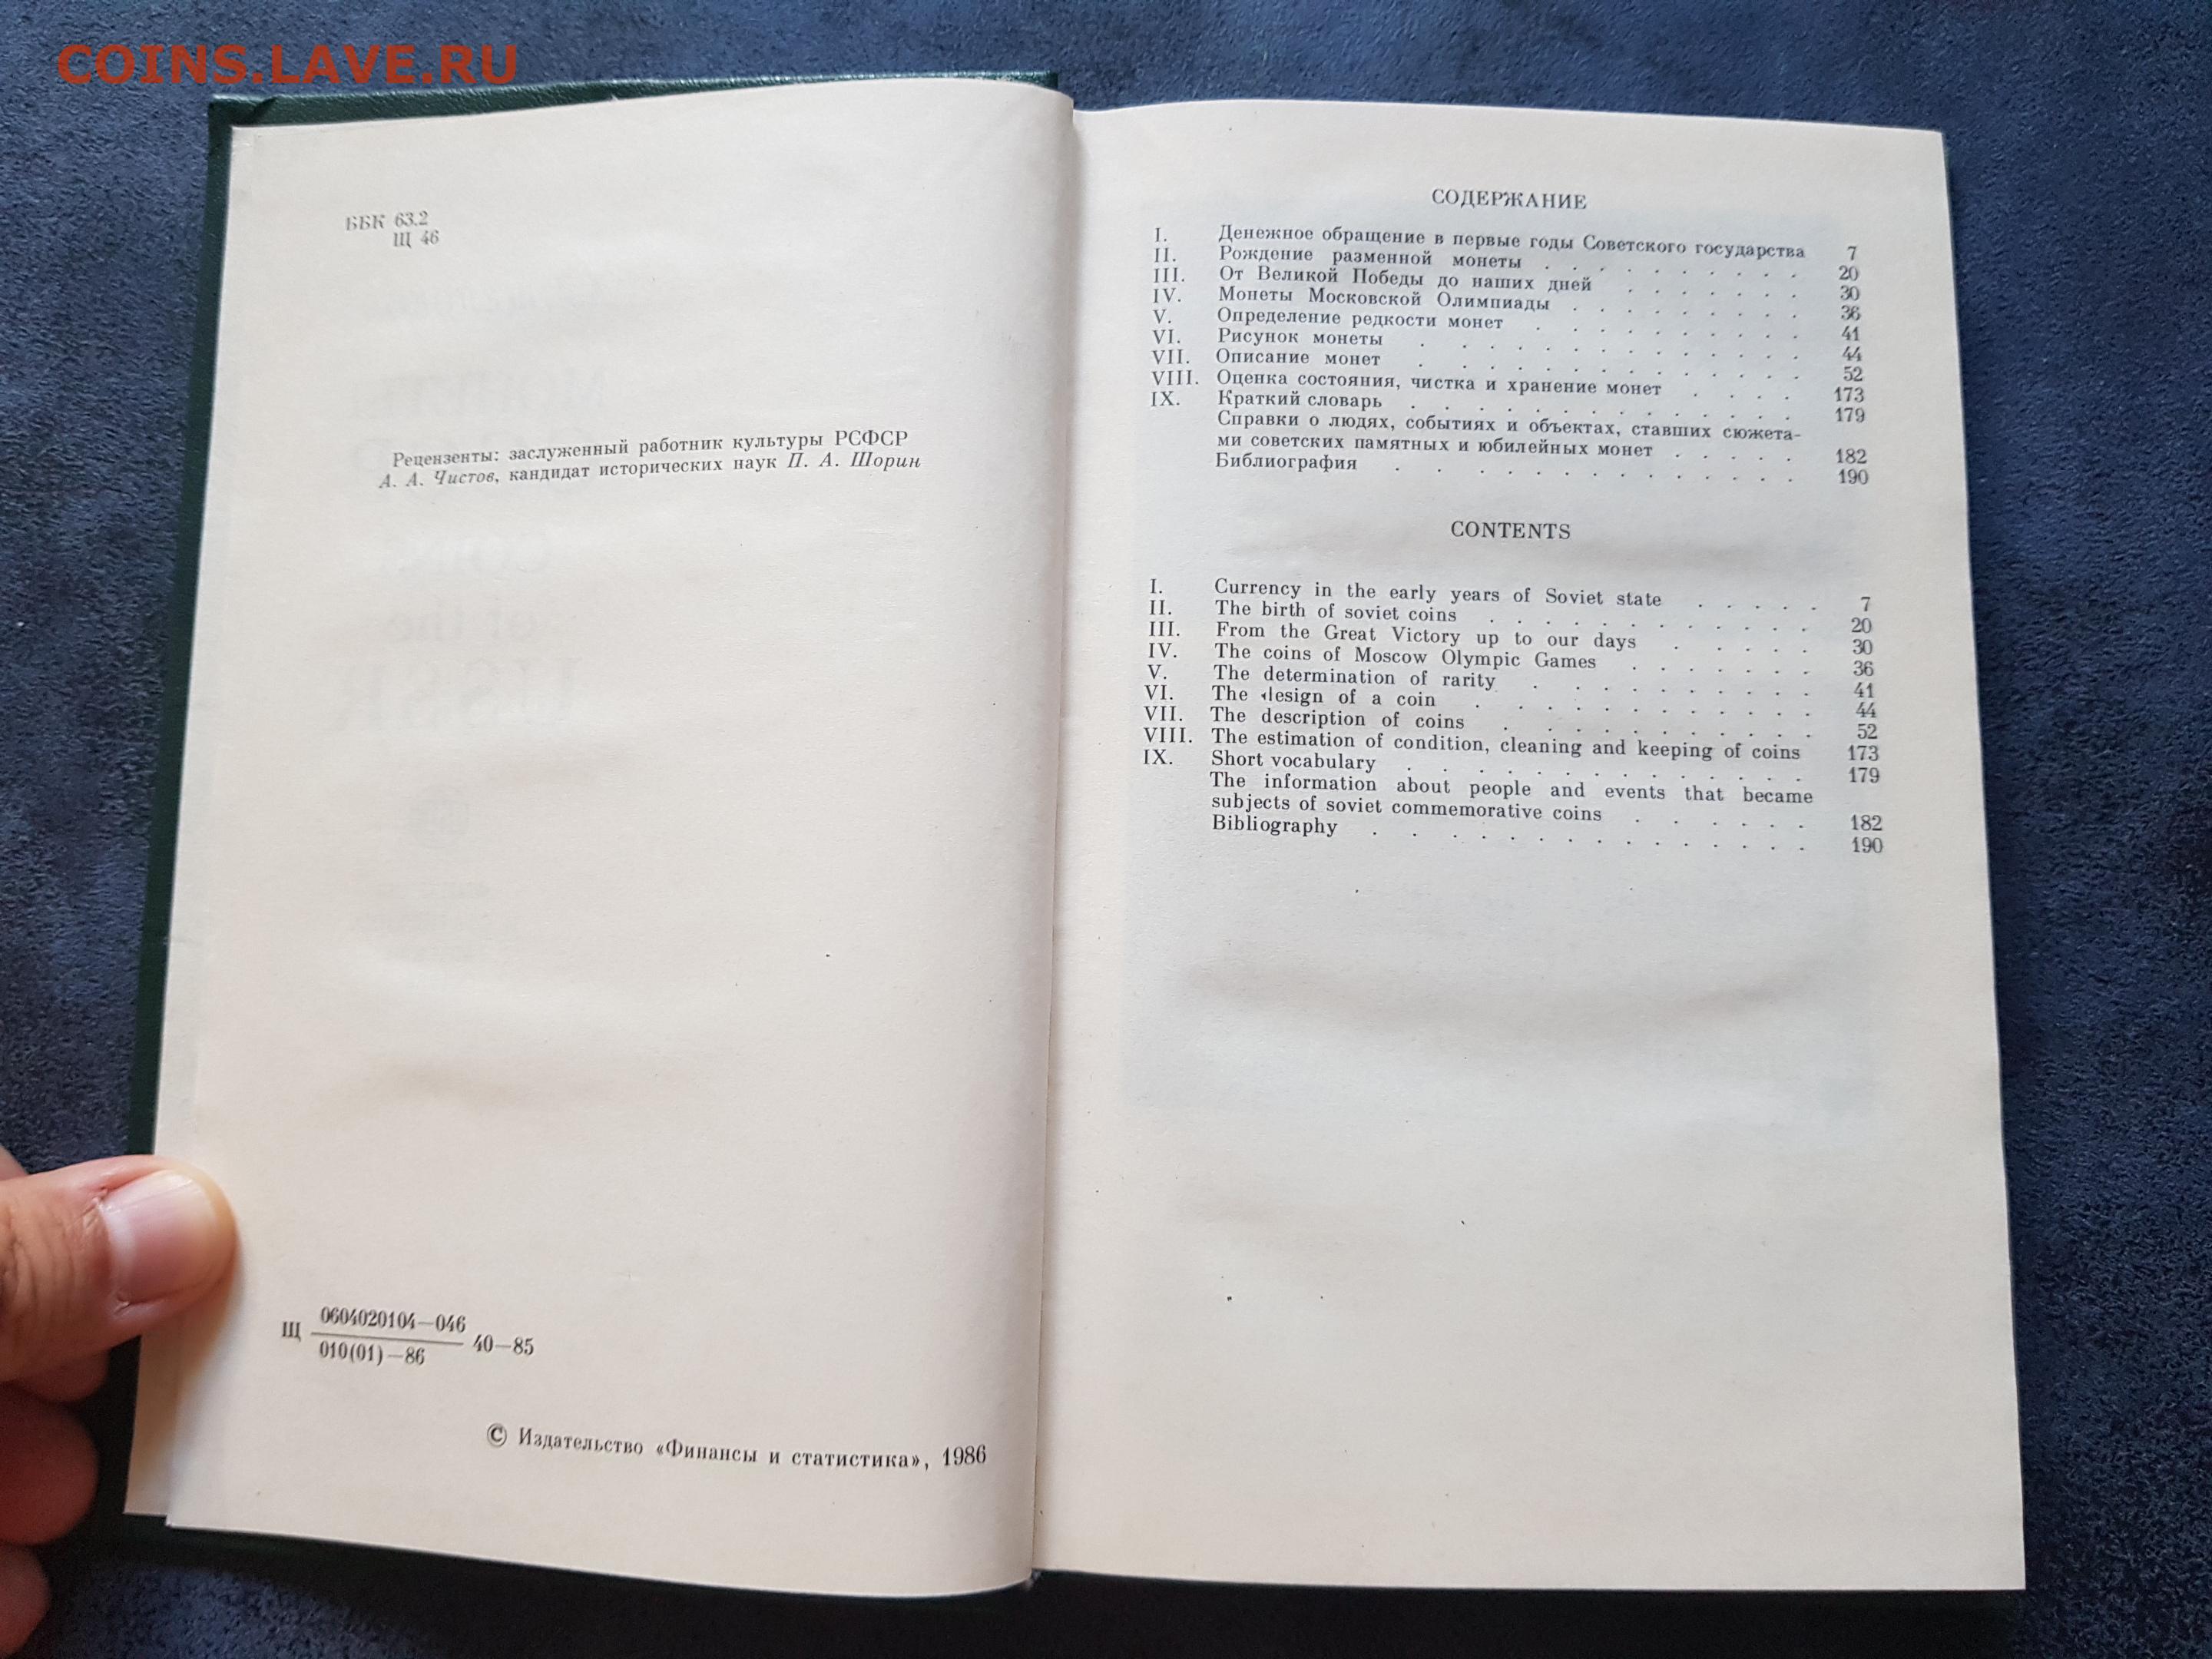 COINS.LAVE.RU
ББК 63.2
Щ 46
Рецензенты: заслуженный работник культуры РСФСР
А. А. Чистов, кандидат исторических наук П. А. Шорин
Щ 0604020104—046
010(01)—86
40—85
© Издательство «Финансы и статистика», 1986
СОДЕРЖАНИЕ
I. Денежное обращение в первые годы Советского государства 7
II. Рождение разменной монеты . . . . . . . . . . 20
III. От Великой Победы до наших дней . . . . . . . 30
IV. Монеты Московской Олимпиады . . . . . . . . . 36
V. Определение редкости монет . . . . . . . . . . 41
VI. Рисунок монеты . . . . . . . . . . . . . . 44
VII. Описание монет . . . . . . . . . . . . . . 52
VIII. Оценка состояния, чистка и хранение монет . . . . 173
IX. Краткий словарь . . . . . . . . . . . . . . 179
Справки о людях, событиях и объектах, ставших сюжета-
ми советских памятных и юбилейных монет . . . . . 182
Библиография . . . . . . . . . . . . . . 190
CONTENTS
I. Currency in the early years of Soviet state . . . . . 7
II. The birth of soviet coins . . . . . . . . . . . . 20
III. From the Great Victory up to our days . . . . . 30
IV. The coins of Moscow Olympic Games . . . . . . . 36
V. The determination of rarity . . . . . . . . . . 41
VI. The design of a coin . . . . . . . . . . . . 44
VII. The description of coins . . . . . . . . . . . 52
VIII. The estimation of condition, cleaning and keeping of coins 173
IX. Short vocabulary . . . . . . . . . . . . . . 179
The information about people and events that became
subjects of soviet commemorative coins . . . . . . 182
Bibliography . . . . . . . . . . . . . . . 190